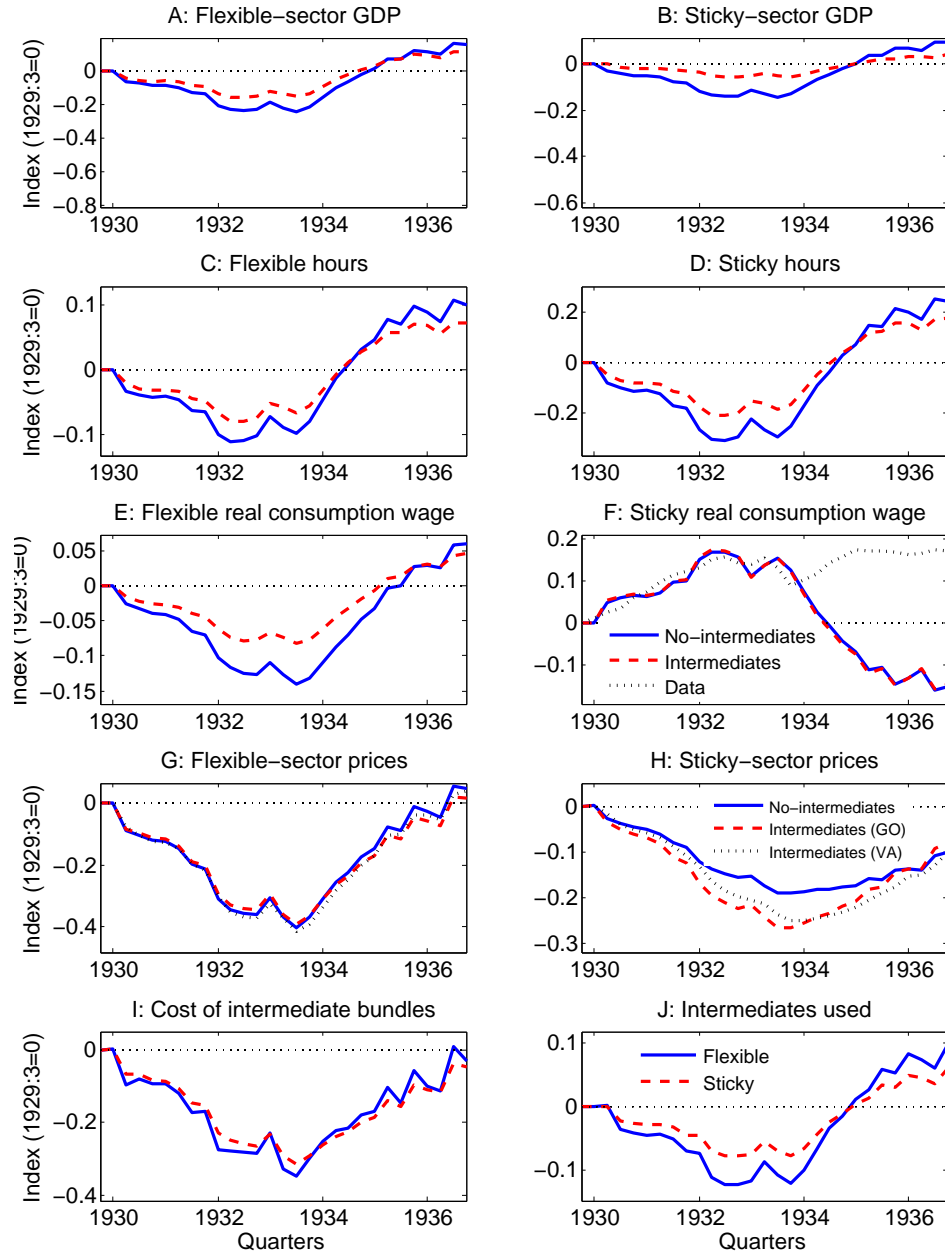 A: Flexible−sector GDP
Index (1929:3=0)
0
−0.2
−0.4
−0.6
−0.8
1930 1932 1934 1936
B: Sticky−sector GDP
0
−0.2
−0.4
−0.6
1930 1932 1934 1936
C: Flexible hours
Index (1929:3=0)
0.1
0
−0.1
1930 1932 1934 1936
D: Sticky hours
0.2
0
−0.2
1930 1932 1934 1936
E: Flexible real consumption wage
Index (1929:3=0)
0.05
0
−0.05
−0.1
−0.15
1930 1932 1934 1936
F: Sticky real consumption wage
0.2
0.1
0
−0.1
No−intermediates
Intermediates
Data
1930 1932 1934 1936
G: Flexible−sector prices
Index (1929:3=0)
0
−0.2
−0.4
1930 1932 1934 1936
H: Sticky−sector prices
0
−0.1
−0.2
−0.3
No−intermediates
Intermediates (GO)
Intermediates (VA)
1930 1932 1934 1936
I: Cost of intermediate bundles
Index (1929:3=0)
0
−0.2
−0.4
1930 1932 1934 1936
Quarters
J: Intermediates used
0.1
0
−0.1
Flexible
Sticky
1930 1932 1934 1936
Quarters